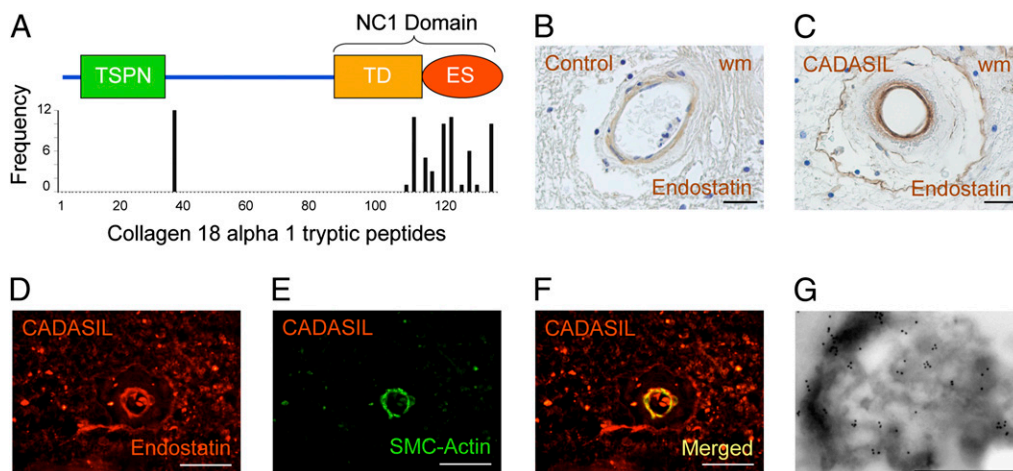 A
NC1 Domain
TSPN
TD
ES
Frequency
12
6
0
1
20
40
60
80
100
120
Collagen 18 alpha 1 tryptic peptides
B
Control
wm
Endostatin
C
CADASIL
wm
Endostatin
D
CADASIL
Endostatin
E
CADASIL
SMC-Actin
F
CADASIL
Merged
G